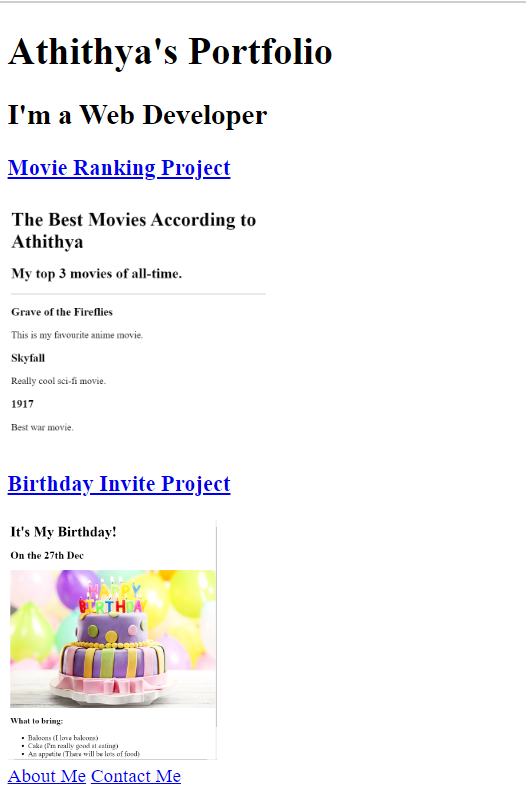 Athithya's Portfolio
I'm a Web Developer
Movie Ranking Project
The Best Movies According to
Athithya
My top 3 movies of all-time.
Grave of the Fireflies
This is my favourite anime movie.
Skyfall
Really cool sci-fi movie.
1917
Best war movie.
Birthday Invite Project
It's My Birthday!
On the 27th Dec
HAPPY
BIRTHDAY
What to bring:
Baloons (I love baloons)
Cake (I'm really good at eating)
An appetite (There will be lots of food)
About Me Contact Me